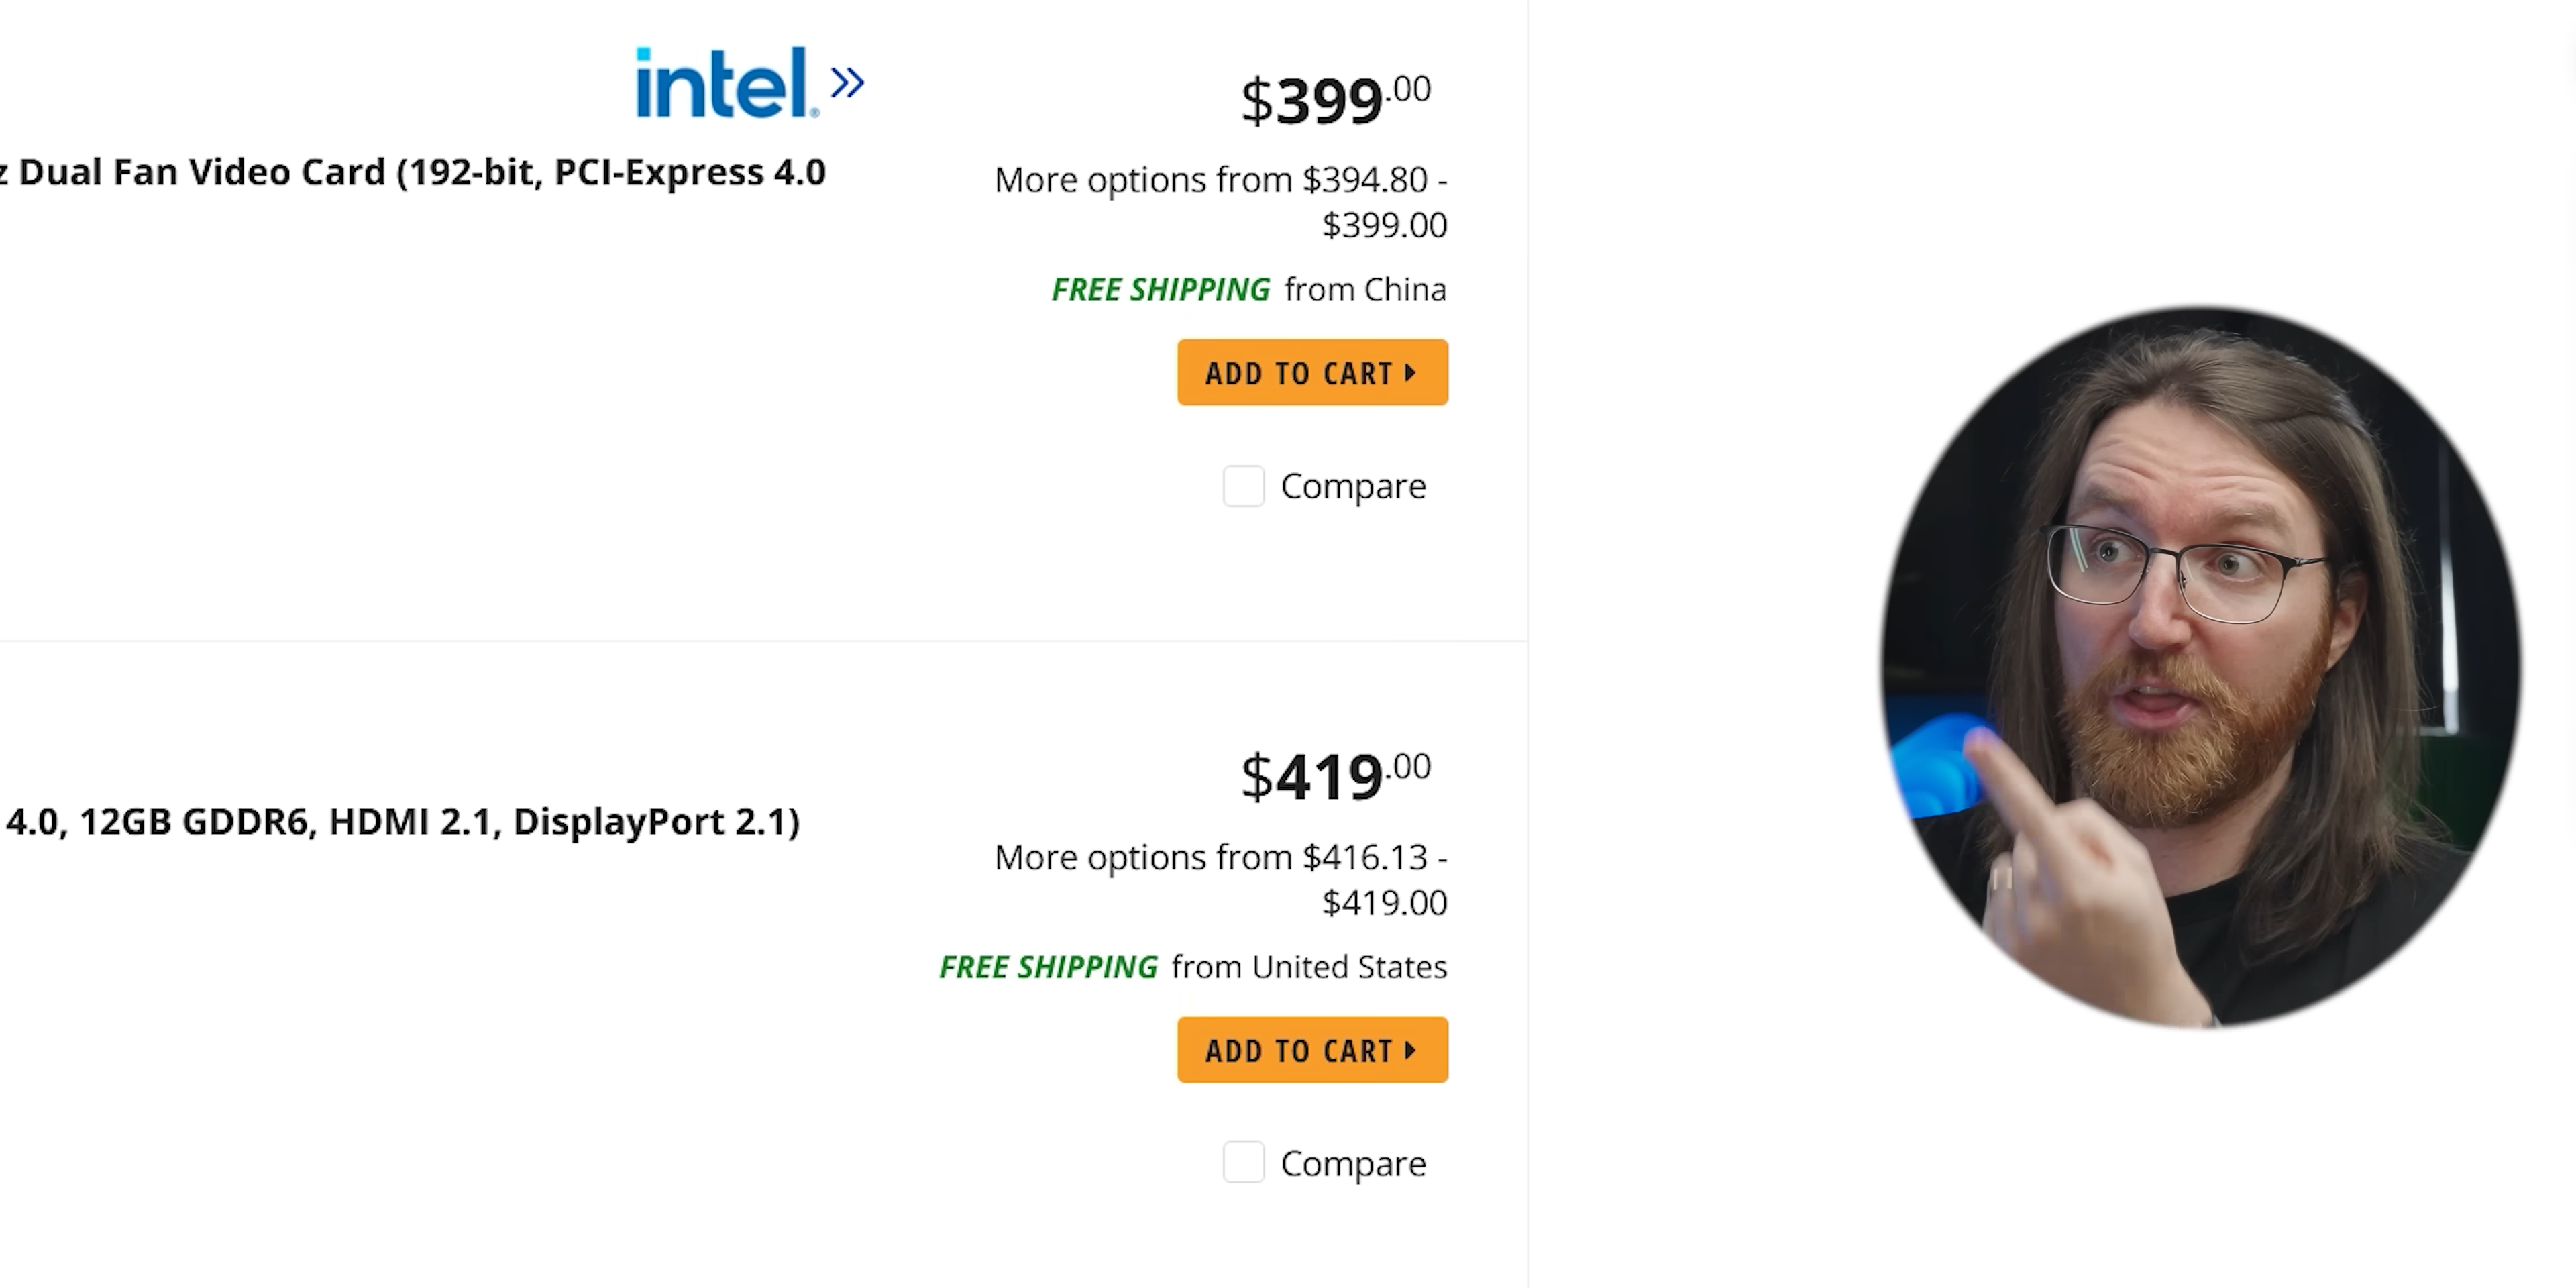 intel
$399.00
z Dual Fan Video Card (192-bit, PCI-Express 4.0
More options from $394.80 -
$399.00
FREE SHIPPING from China
ADD TO CART
Compare
$419.00
4.0, 12GB GDDR6, HDMI 2.1, DisplayPort 2.1)
More options from $416.13 -
$419.00
FREE SHIPPING from United States
ADD TO CART
Compare